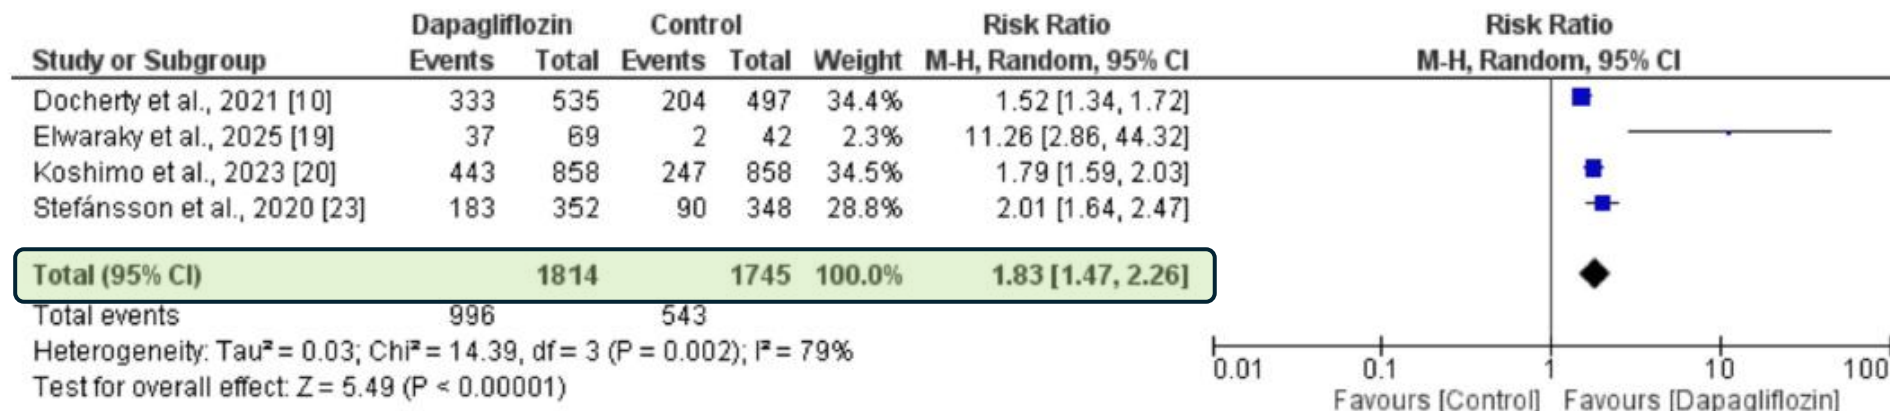 Dapagliflozin Control Risk Ratio Risk Ratio
Study or Subgroup Events Total Events Total Weight M-H, Random, 95% CI M-H, Random, 95% CI
Docherty et al., 2021 [10] 333 535 204 497 34.4% 1.52 [1.34, 1.72]
Elwaraky et al., 2025 [19] 37 69 2 42 2.3% 11.26 [2.86, 44.32]
Koshimo et al., 2023 [20] 443 858 247 858 34.5% 1.79 [1.59, 2.03]
Stefánsson et al., 2020 [23] 183 352 90 348 28.8% 2.01 [1.64, 2.47]
Total (95% CI) 1814 1745 100.0% 1.83 [1.47, 2.26]
Total events 996 543
Heterogeneity: Tau² = 0.03; Chi² = 14.39, df = 3 (P = 0.002); I² = 79%
Test for overall effect: Z = 5.49 (P < 0.00001)
0.01 0.1 1 10 100
Favours [Control] Favours [Dapagliflozin]